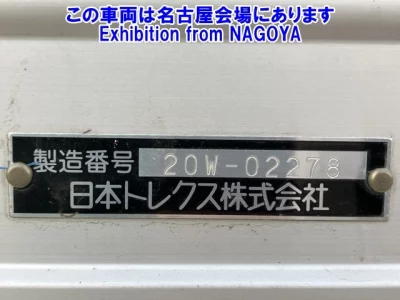 この車両は名古屋会場にあります
Exhibition from NAGOYA
製造番号 20W-02278
日本トレクス株式会社